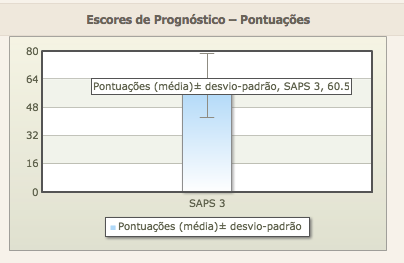 Escores de Prognóstico – Pontuações
80
64
Pontuações (média)± desvio-padrão, SAPS 3, 60.5
48
32
16
0
SAPS 3
Pontuações (média)± desvio-padrão